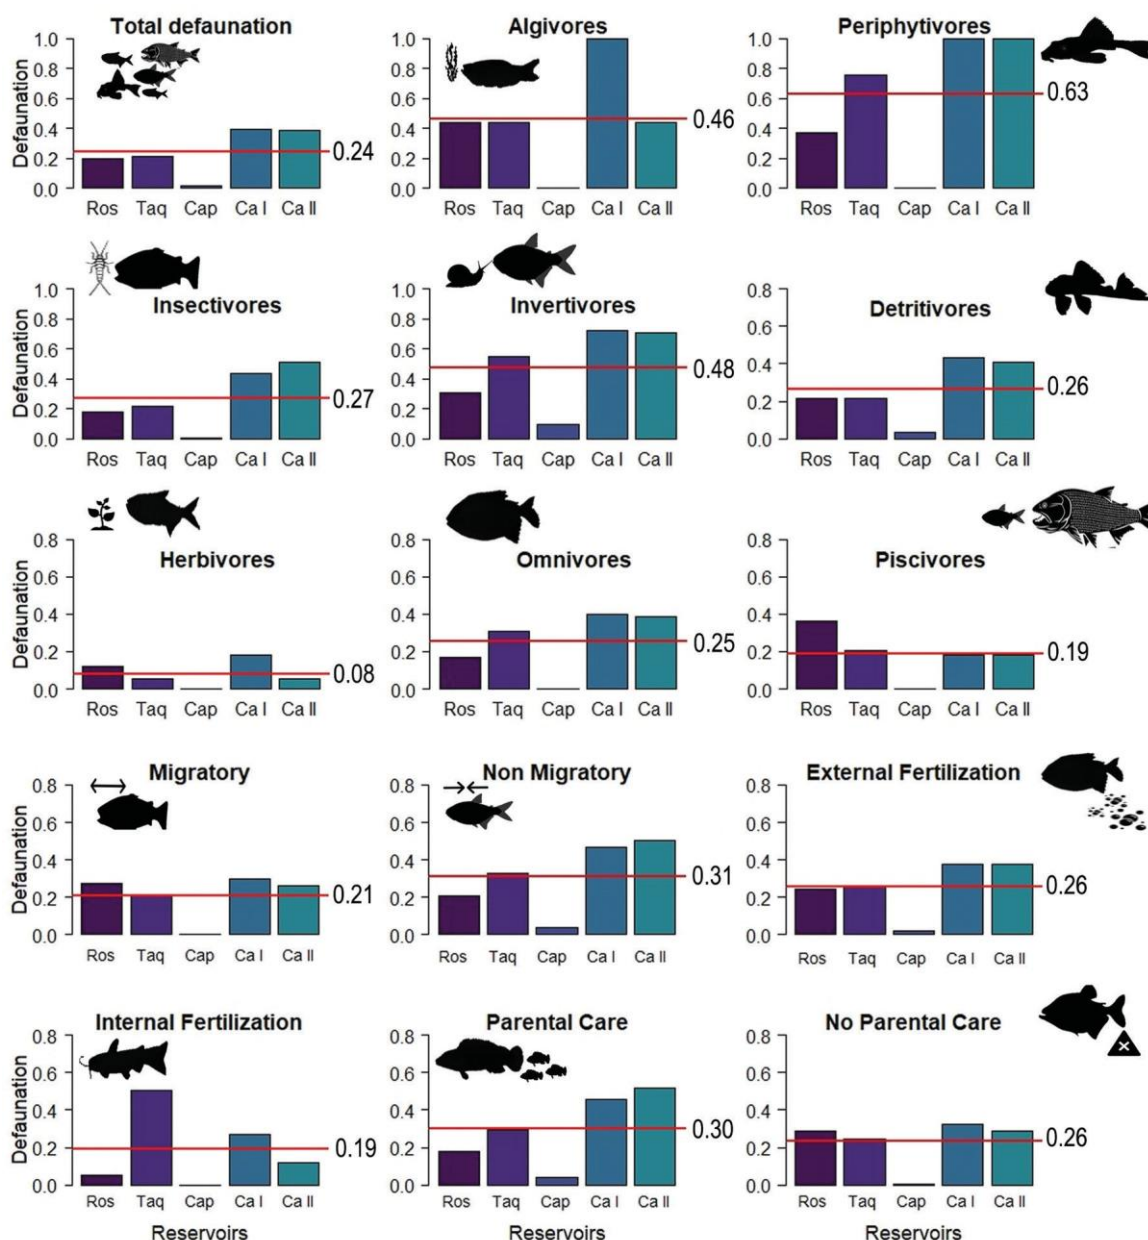 Total defaunation
Algivores
Periphytivores
Defaunation
1.0
0.8
0.6
0.4
0.2
0.0
0.24
Ros Taq Cap Ca I Ca II
1.0
0.8
0.6
0.4
0.2
0.0
0.46
Ros Taq Cap Ca I Ca II
1.0
0.8
0.6
0.4
0.2
0.0
0.63
Ros Taq Cap Ca I Ca II
Insectivores
Invertivores
Detritivores
Defaunation
1.0
0.8
0.6
0.4
0.2
0.0
0.27
Ros Taq Cap Ca I Ca II
1.0
0.8
0.6
0.4
0.2
0.0
0.48
Ros Taq Cap Ca I Ca II
0.8
0.6
0.4
0.2
0.0
0.26
Ros Taq Cap Ca I Ca II
Herbivores
Omnivores
Piscivores
Defaunation
0.8
0.6
0.4
0.2
0.0
0.08
Ros Taq Cap Ca I Ca II
0.8
0.6
0.4
0.2
0.0
0.25
Ros Taq Cap Ca I Ca II
0.8
0.6
0.4
0.2
0.0
0.19
Ros Taq Cap Ca I Ca II
Migratory
Non Migratory
External Fertilization
Defaunation
0.8
0.6
0.4
0.2
0.0
0.21
Ros Taq Cap Ca I Ca II
0.8
0.6
0.4
0.2
0.0
0.31
Ros Taq Cap Ca I Ca II
0.8
0.6
0.4
0.2
0.0
0.26
Ros Taq Cap Ca I Ca II
Internal Fertilization
Parental Care
No Parental Care
Defaunation
0.8
0.6
0.4
0.2
0.0
0.19
Ros Taq Cap Ca I Ca II
Reservoirs
0.8
0.6
0.4
0.2
0.0
0.30
Ros Taq Cap Ca I Ca II
Reservoirs
0.8
0.6
0.4
0.2
0.0
0.26
Ros Taq Cap Ca I Ca II
Reservoirs